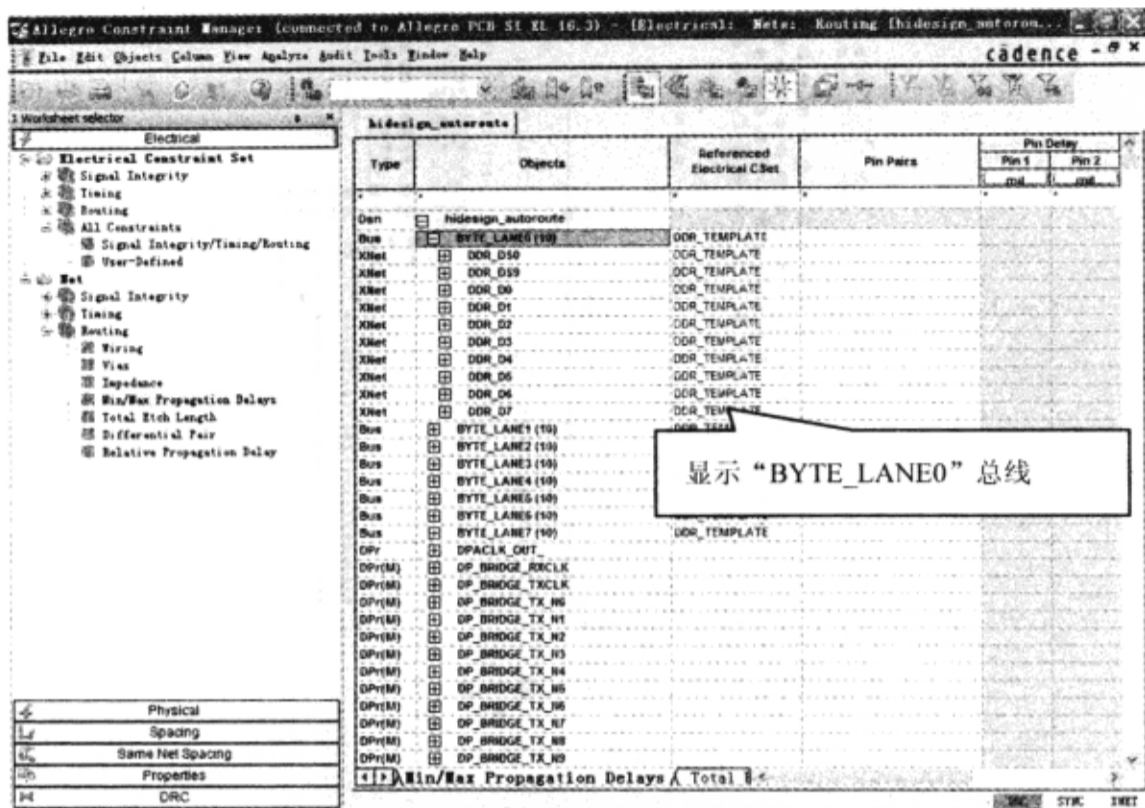 Allegro Constraint Manager (connected to Allegro PCB SI XL 16.3) - [Electrical: Nets: Routing [hidesign_autorou...
File Edit Objects Column View Analyze Audit Tools Window Help
cādence
Worksheet selector
Electrical
Electrical Constraint Set
Signal Integrity
Timing
Routing
All Constraints
Signal Integrity/Timing/Routing
User-Defined
Net
Signal Integrity
Timing
Routing
Wiring
Vias
Impedance
Min/Max Propagation Delays
Total Etch Length
Differential Pair
Relative Propagation Delay
Physical
Spacing
Same Net Spacing
Properties
DRC
hidesign_autoroute
Type Objects Referenced Electrical CSet Pin Pairs Pin Delay
Pin 1 Pin 2
mil mil
* * * * * *
Dsn hidesign_autoroute
Bus BYTE_LANE0 (10) DDR_TEMPLATE
XNet DDR_D50 DDR_TEMPLATE
XNet DDR_D59 DDR_TEMPLATE
XNet DDR_D0 DDR_TEMPLATE
XNet DDR_D1 DDR_TEMPLATE
XNet DDR_D2 DDR_TEMPLATE
XNet DDR_D3 DDR_TEMPLATE
XNet DDR_D4 DDR_TEMPLATE
XNet DDR_D5 DDR_TEMPLATE
XNet DDR_D6 DDR_TEMPLATE
XNet DDR_D7 DDR_TEMPLATE
Bus BYTE_LANE1 (10)
Bus BYTE_LANE2 (10)
Bus BYTE_LANE3 (10)
Bus BYTE_LANE4 (10)
Bus BYTE_LANE5 (10)
Bus BYTE_LANE6 (10)
Bus BYTE_LANE7 (10) DDR_TEMPLATE
显示“BYTE_LANE0”总线
DPr DPACLK_OUT_
DPr(M) DP_BRIDGE_RXCLK
DPr(M) DP_BRIDGE_TXCLK
DPr(M) DP_BRIDGE_TX_N0
DPr(M) DP_BRIDGE_TX_N1
DPr(M) DP_BRIDGE_TX_N2
DPr(M) DP_BRIDGE_TX_N3
DPr(M) DP_BRIDGE_TX_N4
DPr(M) DP_BRIDGE_TX_N5
DPr(M) DP_BRIDGE_TX_N6
DPr(M) DP_BRIDGE_TX_N7
DPr(M) DP_BRIDGE_TX_N8
DPr(M) DP_BRIDGE_TX_N9
Min/Max Propagation Delays Total E
SYNC